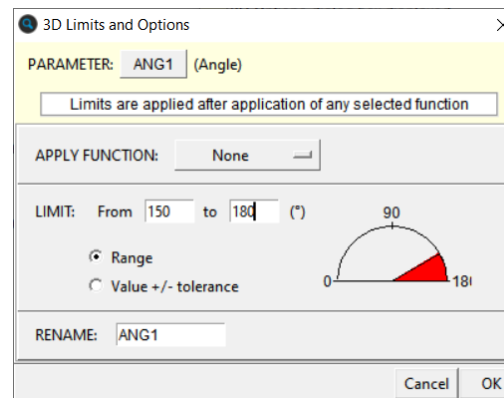 3D Limits and Options
PARAMETER: ANG1 (Angle)
Limits are applied after application of any selected function
APPLY FUNCTION: None
LIMIT: From 150 to 180 (°)
90
Range
Value +/- tolerance
0 18
RENAME: ANG1
Cancel OK